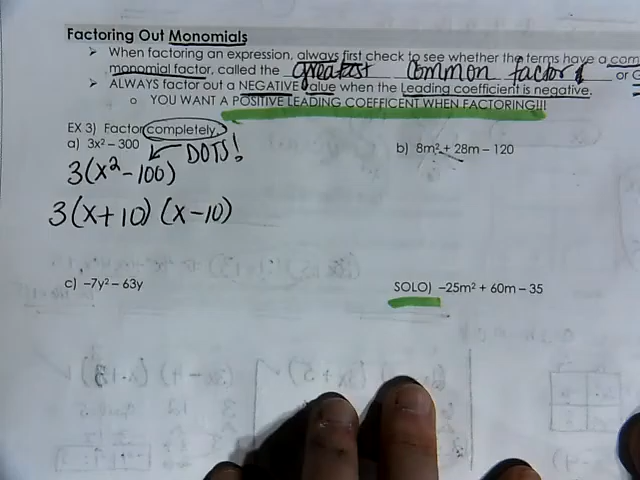 Factoring Out Monomials
➤ When factoring an expression, always first check to see whether the terms have a com
monomial factor, called the greatest common factor or G
➤ ALWAYS factor out a NEGATIVE value when the Leading coefficient is negative.
o YOU WANT A POSITIVE LEADING COEFFICENT WHEN FACTORING!!!
EX 3) Factor completely.
a) 3x² – 300
DOTS!
3(x² – 100)
3(x + 10) (x – 10)
b) 8m² + 28m – 120
c) –7y² – 63y
SOLO) –25m² + 60m – 35